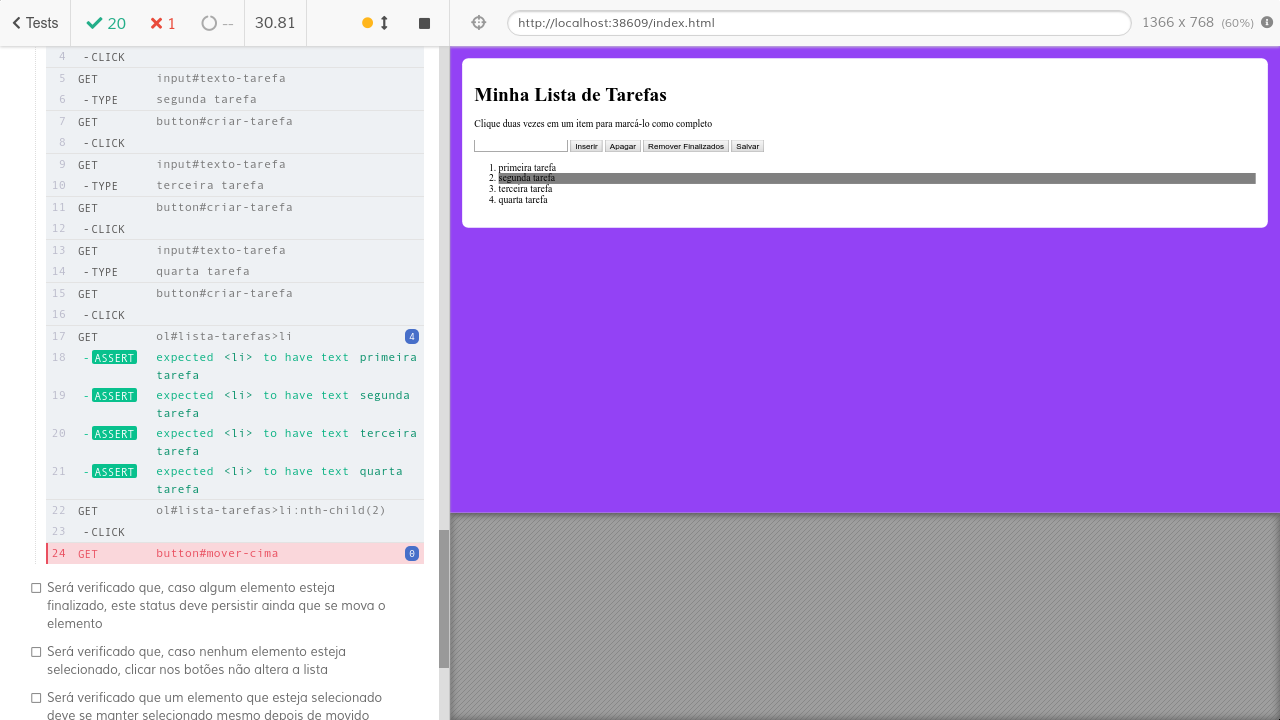 Tests
20
1
--
30.81
http://localhost:38609/index.html
1366 x 768 (60%)
4 - CLICK
5 GET input#texto-tarefa
6 - TYPE segunda tarefa
7 GET button#criar-tarefa
8 - CLICK
9 GET input#texto-tarefa
10 - TYPE terceira tarefa
11 GET button#criar-tarefa
12 - CLICK
13 GET input#texto-tarefa
14 - TYPE quarta tarefa
15 GET button#criar-tarefa
16 - CLICK
17 GET ol#lista-tarefas>li 4
18 - ASSERT expected <li> to have text primeira
tarefa
19 - ASSERT expected <li> to have text segunda
tarefa
20 - ASSERT expected <li> to have text terceira
tarefa
21 - ASSERT expected <li> to have text quarta
tarefa
22 GET ol#lista-tarefas>li:nth-child(2)
23 - CLICK
24 GET button#mover-cima 0
Será verificado que, caso algum elemento esteja
finalizado, este status deve persistir ainda que se mova o
elemento
Será verificado que, caso nenhum elemento esteja
selecionado, clicar nos botões não altera a lista
Será verificado que um elemento que esteja selecionado
deve se manter selecionado mesmo depois de movido
Minha Lista de Tarefas
Clique duas vezes em um item para marcá-lo como completo
Inserir Apagar Remover Finalizados Salvar
1. primeira tarefa
2. segunda tarefa
3. terceira tarefa
4. quarta tarefa